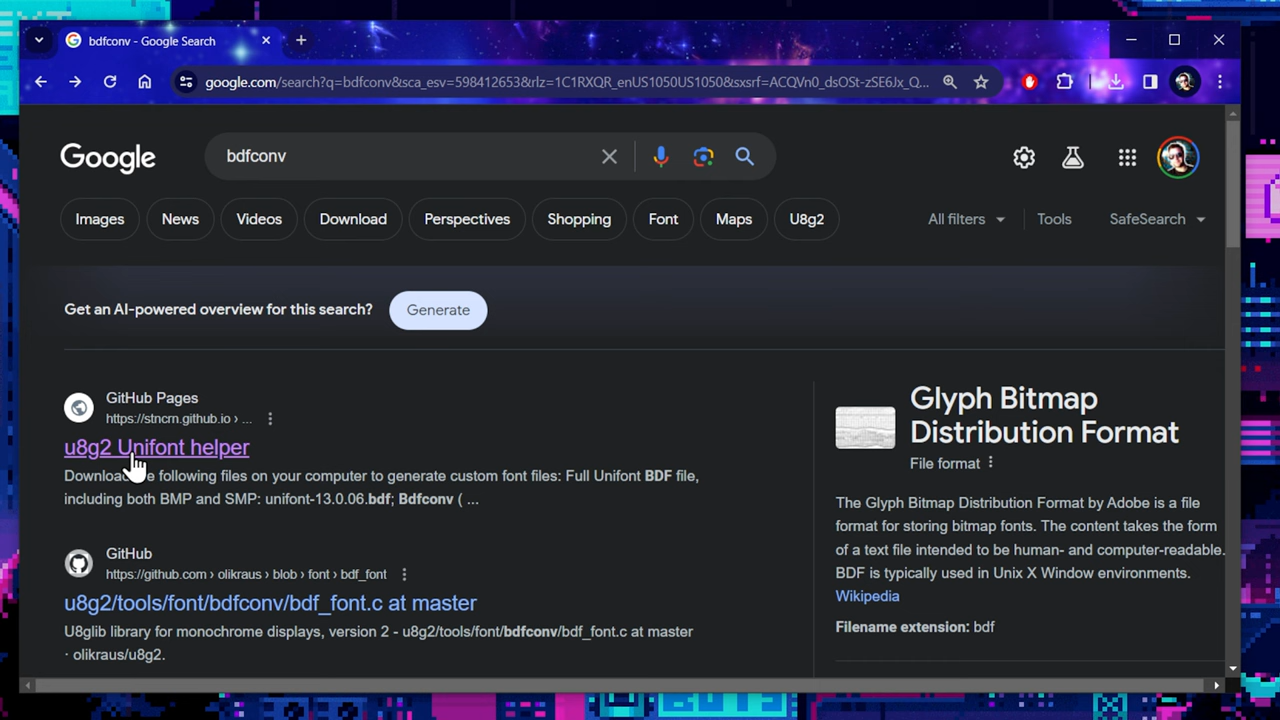 bdfconv - Google Search
google.com/search?q=bdfconv&sca_esv=598412653&rlz=1C1RXQR_enUS1050US1050&sxsrf=ACQVn0_dsOSt-zSE6Jx_Q...
Google
bdfconv
Images
News
Videos
Download
Perspectives
Shopping
Font
Maps
U8g2
All filters
Tools
SafeSearch
Get an AI-powered overview for this search?
Generate
GitHub Pages
https://stncrn.github.io › ...
u8g2 Unifont helper
following files on your computer to generate custom font files: Full Unifont BDF file,
including both BMP and SMP: unifont-13.0.06.bdf; Bdfconv ( ...
GitHub
https://github.com › olikraus › blob › font › bdf_font
u8g2/tools/font/bdfconv/bdf_font.c at master
U8glib library for monochrome displays, version 2 - u8g2/tools/font/bdfconv/bdf_font.c at master
· olikraus/u8g2.
Glyph Bitmap
Distribution Format
File format
The Glyph Bitmap Distribution Format by Adobe is a file
format for storing bitmap fonts. The content takes the form
of a text file intended to be human- and computer-readable.
BDF is typically used in Unix X Window environments.
Wikipedia
Filename extension: bdf